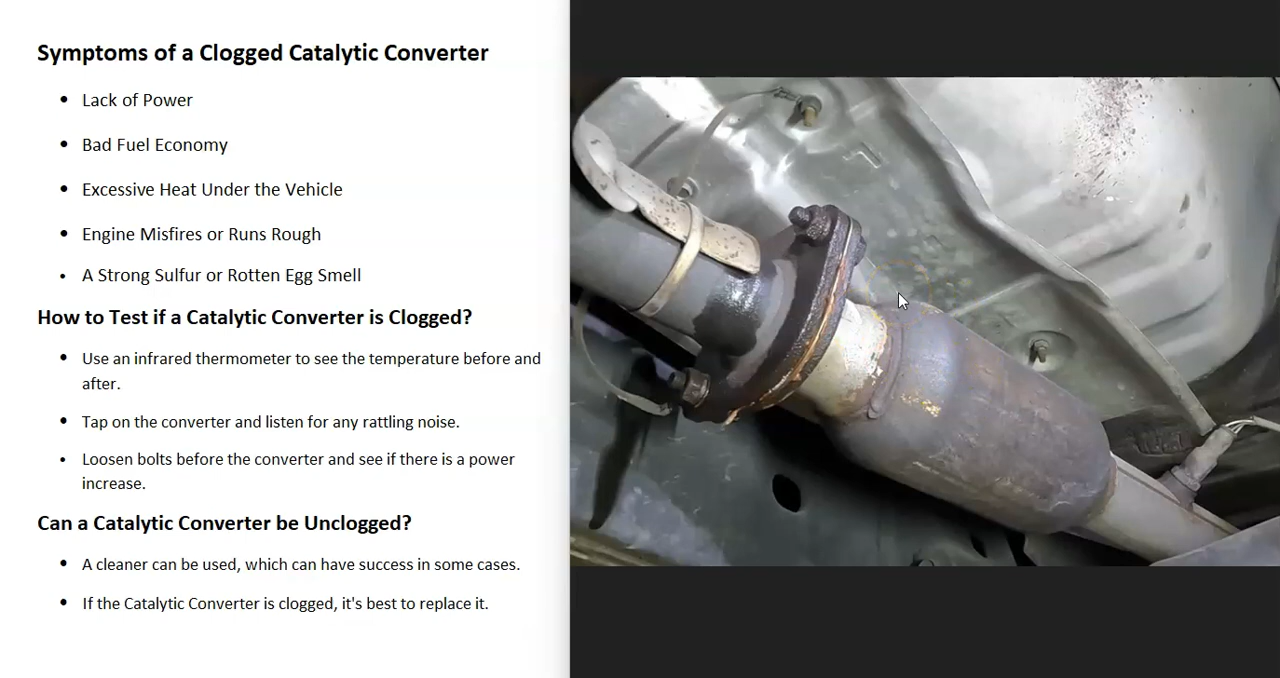 Symptoms of a Clogged Catalytic Converter
• Lack of Power
• Bad Fuel Economy
• Excessive Heat Under the Vehicle
• Engine Misfires or Runs Rough
• A Strong Sulfur or Rotten Egg Smell
How to Test if a Catalytic Converter is Clogged?
• Use an infrared thermometer to see the temperature before and
after.
• Tap on the converter and listen for any rattling noise.
• Loosen bolts before the converter and see if there is a power
increase.
Can a Catalytic Converter be Unclogged?
• A cleaner can be used, which can have success in some cases.
• If the Catalytic Converter is clogged, it's best to replace it.